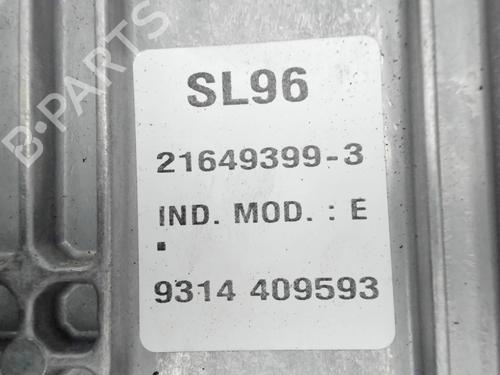 B-PARTS
SL96
21649399-3
IND. MOD. : E
.
9314 409593